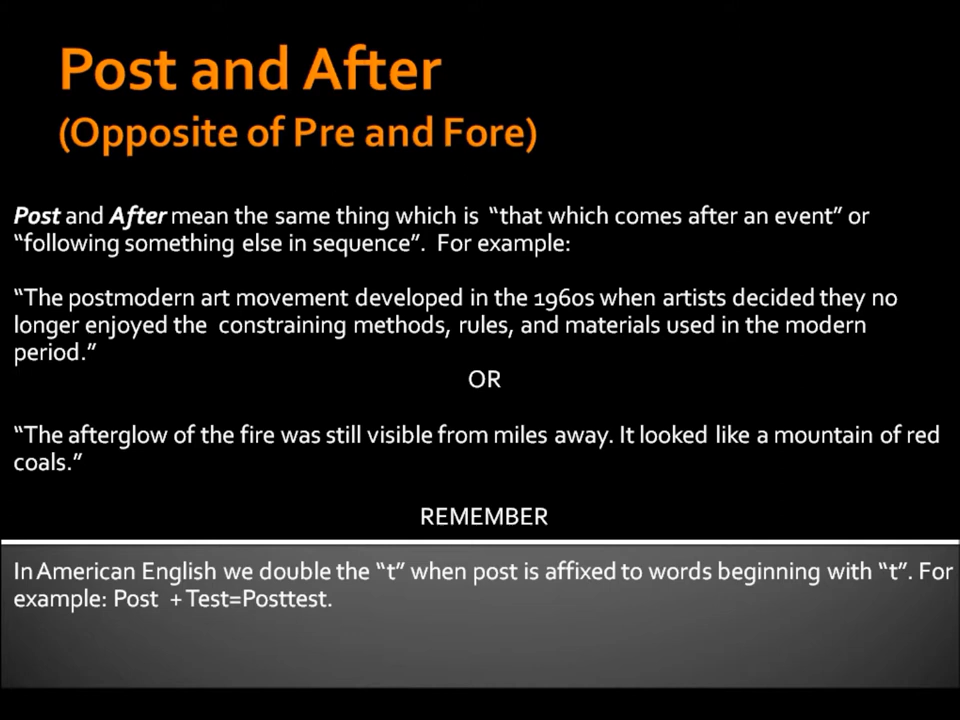 Post and After
(Opposite of Pre and Fore)
Post and After mean the same thing which is “that which comes after an event” or
“following something else in sequence”. For example:
“The postmodern art movement developed in the 1960s when artists decided they no
longer enjoyed the constraining methods, rules, and materials used in the modern
period.”
OR
“The afterglow of the fire was still visible from miles away. It looked like a mountain of red
coals.”
REMEMBER
In American English we double the “t” when post is affixed to words beginning with “t”. For
example: Post + Test=Posttest.